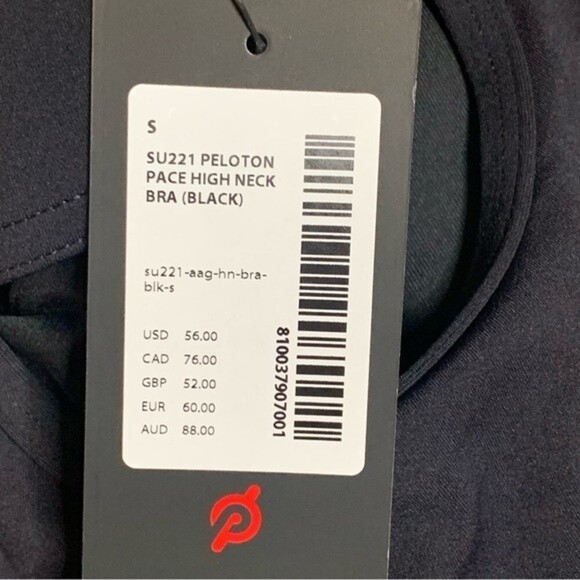 S
SU221 PELOTON
PACE HIGH NECK
BRA (BLACK)
su221-aag-hn-bra-
blk-s
USD 56.00
CAD 76.00
GBP 52.00
EUR 60.00
AUD 88.00
810037907001